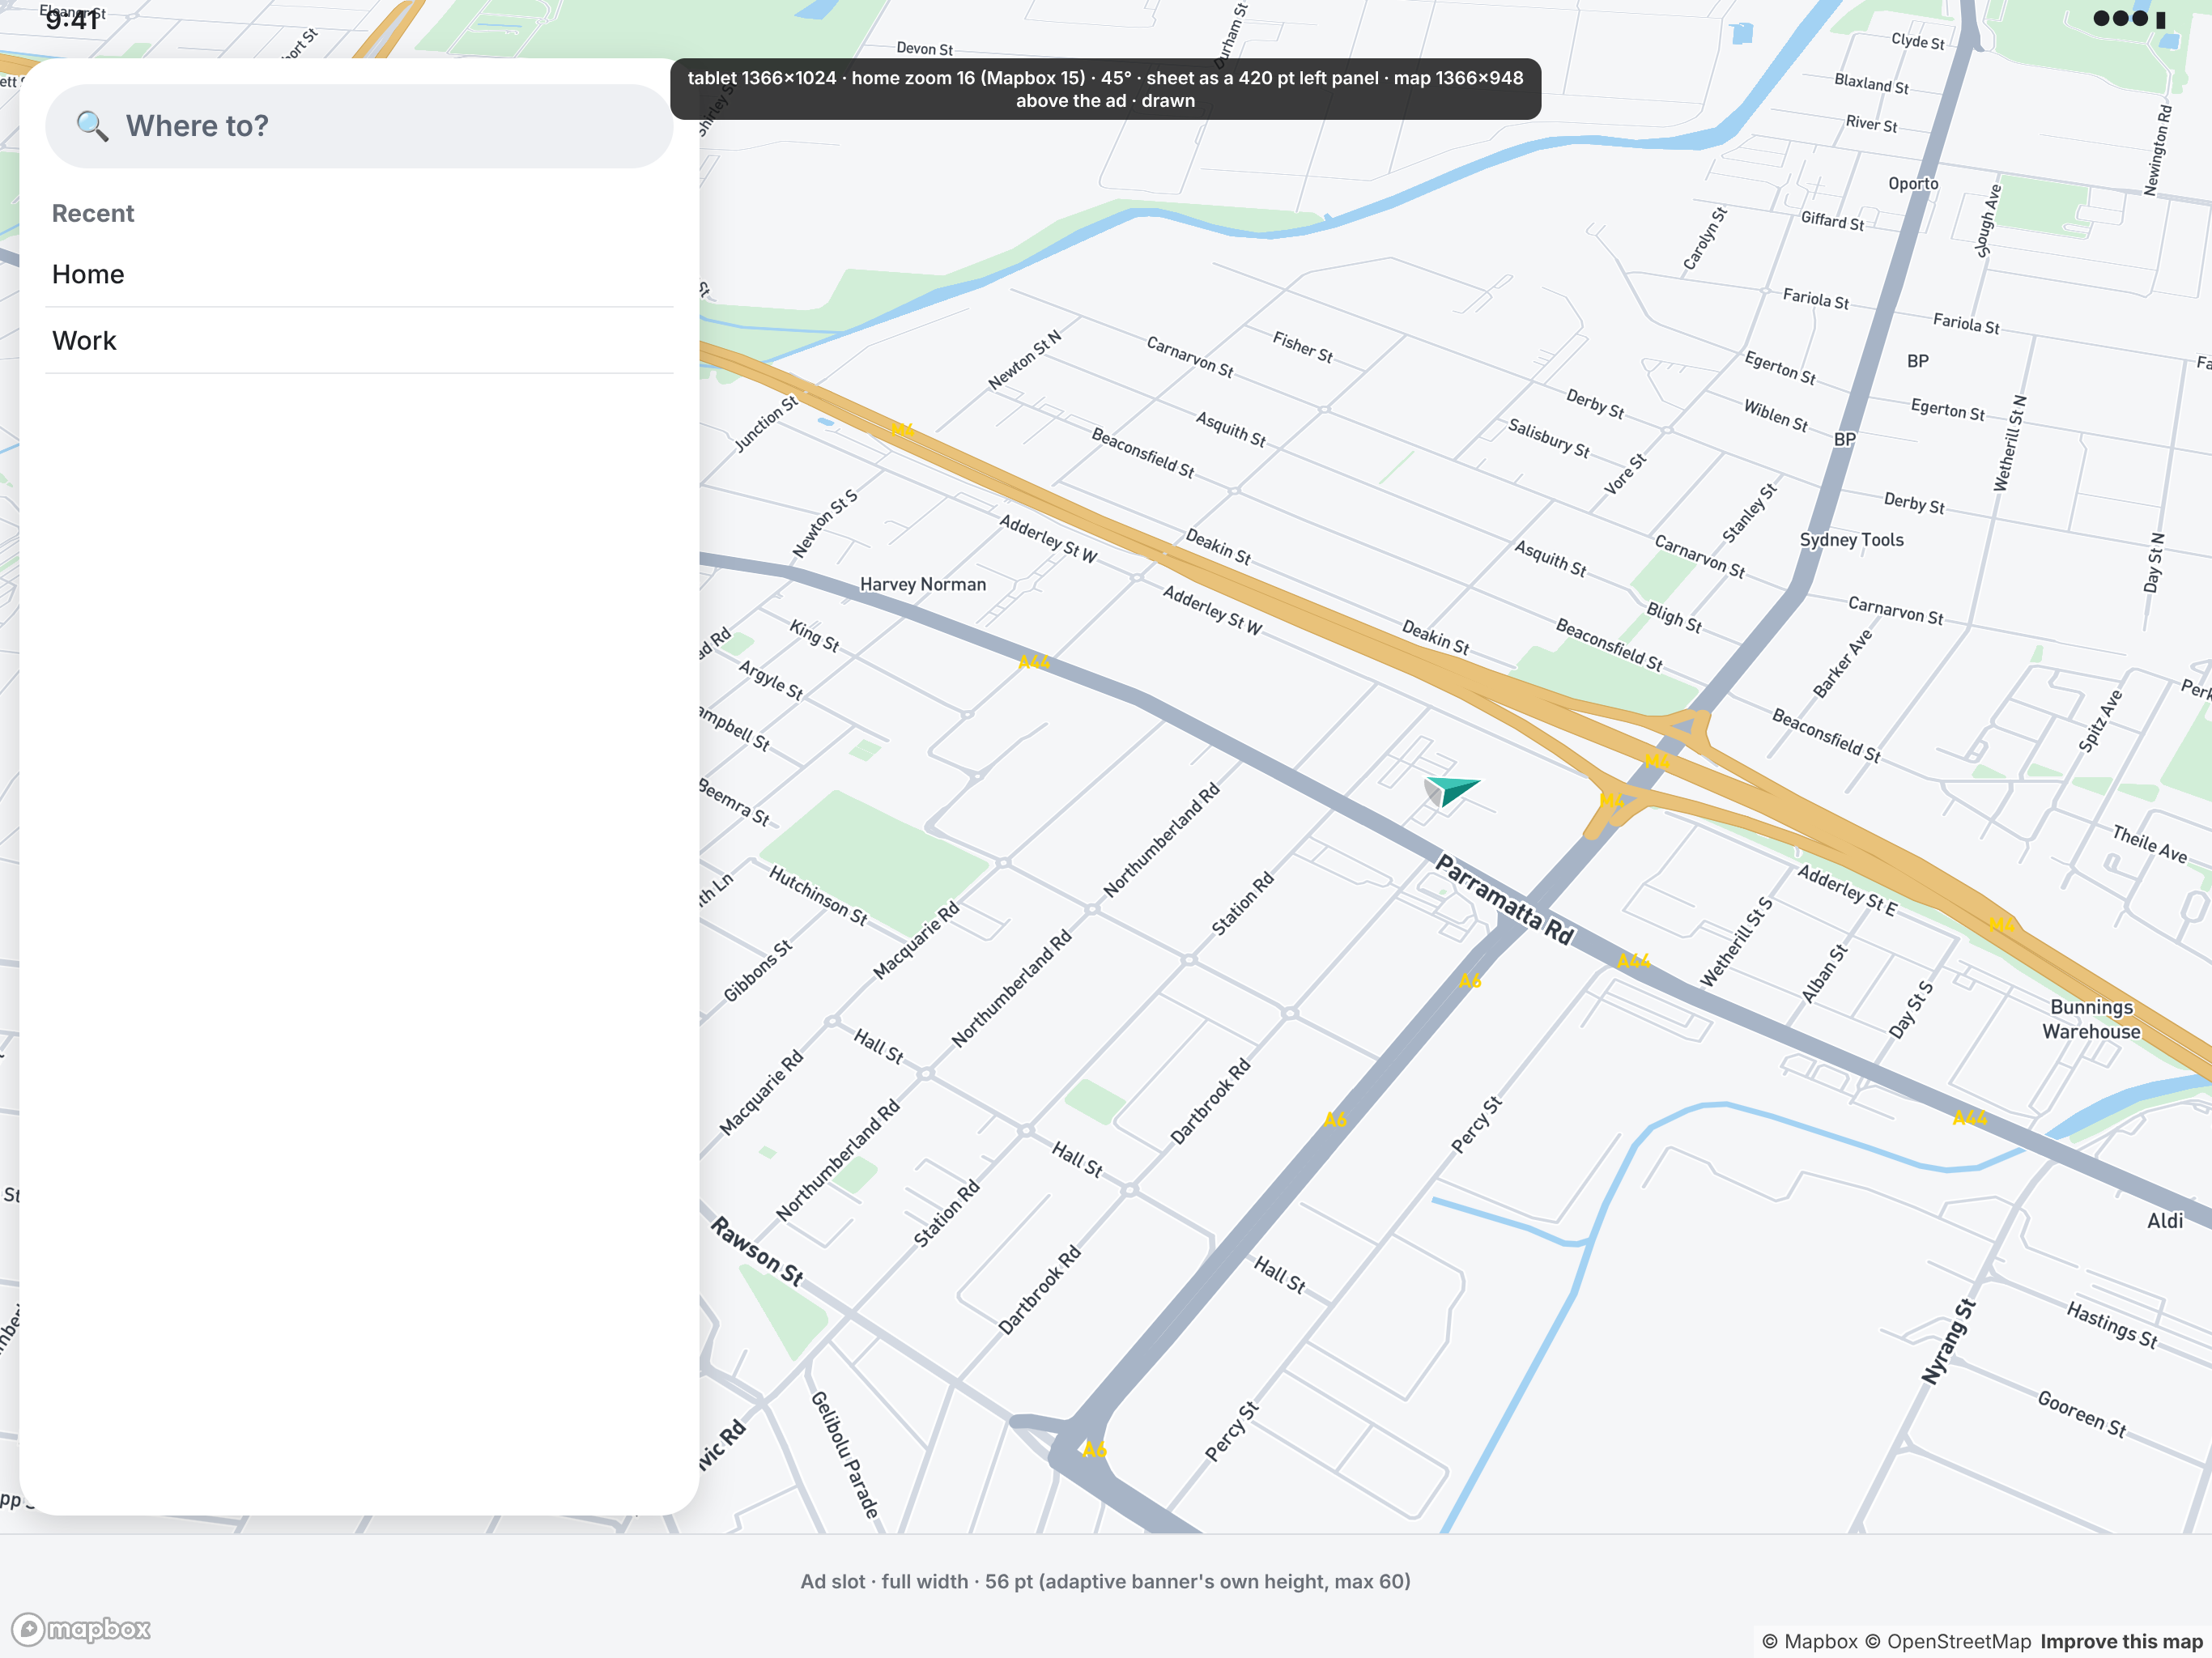 9:41
Eleanor St
Devon St
Durham St
Clyde St
Blaxland St
River St
Newington Rd
tablet 1366×1024 · home zoom 16 (Mapbox 15) · 45° · sheet as a 420 pt left panel · map 1366×948
above the ad · drawn
🔍 Where to?
Recent
Home
Work
Oporto
Giffard St
Carolyn St
Slough Ave
Fariola St
Fariola St
BP
Egerton St
Egerton St
Fisher St
Carnarvon St
Newton St N
Derby St
Wiblen St
BP
Wetherill St N
Asquith St
Salisbury St
Junction St
M4
Beaconsfield St
Vore St
Stanley St
Derby St
Newton St S
Adderley St W
Deakin St
Sydney Tools
Day St N
Asquith St
Carnarvon St
Harvey Norman
Adderley St W
Carnarvon St
Bligh St
King St
Deakin St
Beaconsfield St
Barker Ave
A44
Argyle St
Spitz Ave
Beaconsfield St
M4
M4
Beemra St
Northumberland Rd
Theile Ave
Hutchinson St
Station Rd
Parramatta Rd
Adderley St E
Macquarie Rd
Wetherill St S
M4
Gibbons St
Northumberland Rd
A44
A6
Alban St
Day St S
Bunnings
Warehouse
Hall St
Macquarie Rd
Dartbrook Rd
A6
Percy St
A44
Northumberland Rd
Hall St
Station Rd
Aldi
Rawson St
Hall St
Dartbrook Rd
Nyrang St
Hastings St
Gelibolu Parade
Percy St
Gooreen St
A6
Ad slot · full width · 56 pt (adaptive banner's own height, max 60)
mapbox
© Mapbox © OpenStreetMap Improve this map